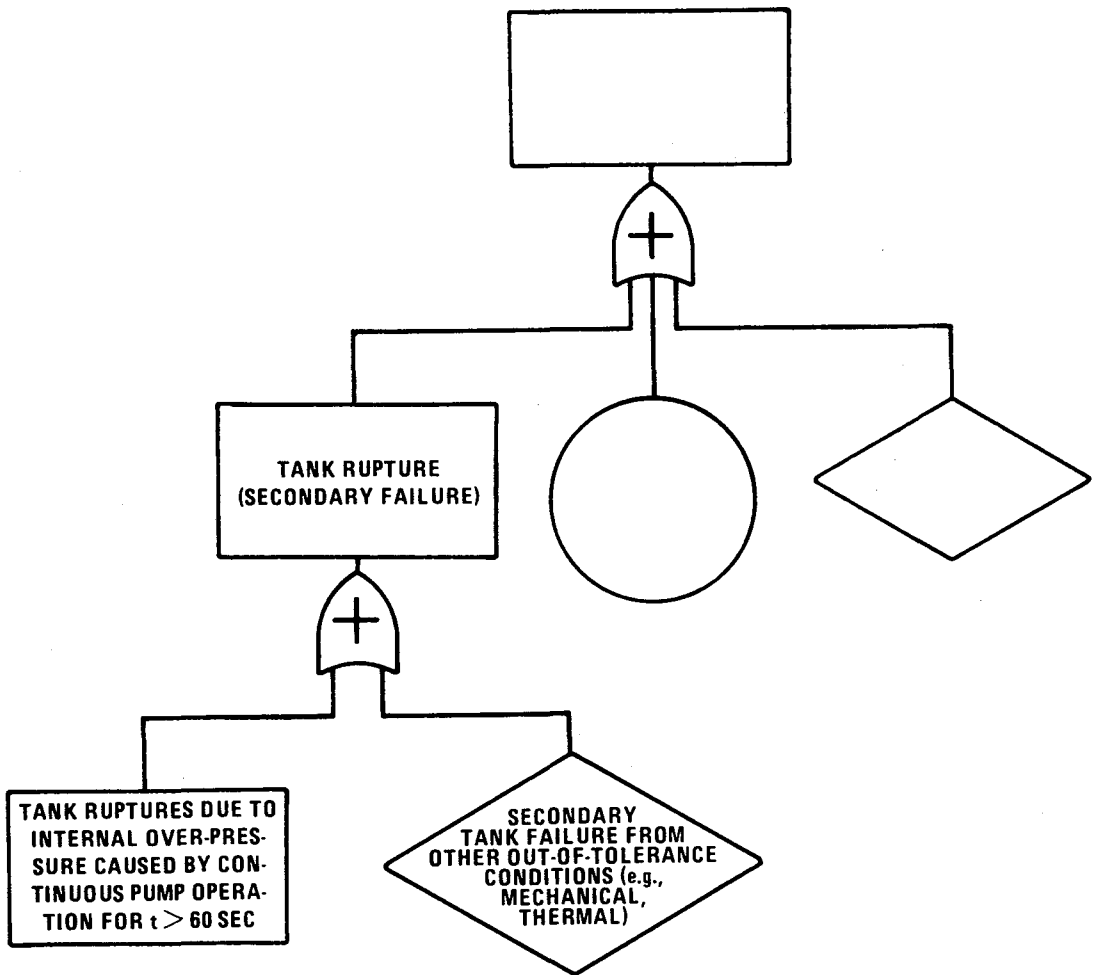 TANK RUPTURE
(SECONDARY FAILURE)
TANK RUPTURES DUE TO
INTERNAL OVER-PRES-
SURE CAUSED BY CON-
TINUOUS PUMP OPERA-
TION FOR t > 60 SEC
SECONDARY
TANK FAILURE FROM
OTHER OUT-OF-TOLERANCE
CONDITIONS (e.g.,
MECHANICAL,
THERMAL)